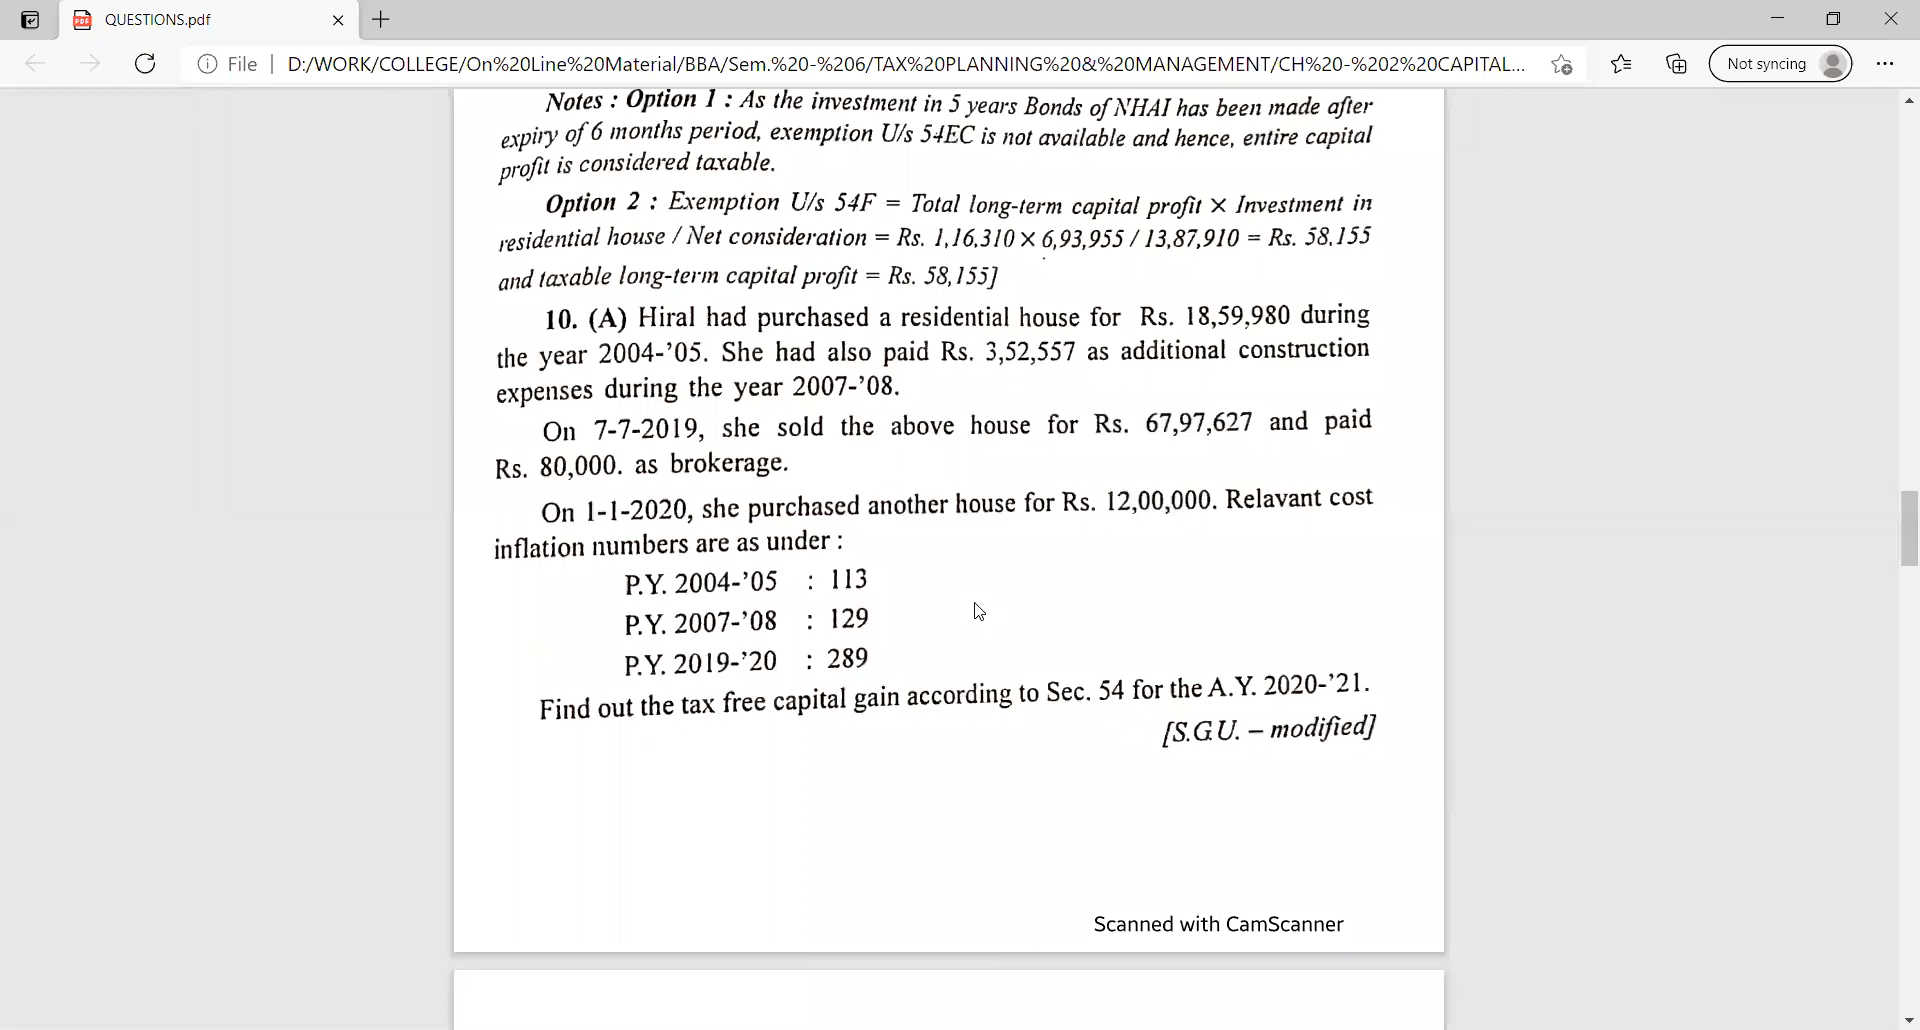 QUESTIONS.pdf
File | D:/WORK/COLLEGE/On%20Line%20Material/BBA/Sem.%20-%206/TAX%20PLANNING%20&%20MANAGEMENT/CH%20-%202%20CAPITAL... Not syncing
Notes : Option 1 : As the investment in 5 years Bonds of NHAI has been made after
expiry of 6 months period, exemption U/s 54EC is not available and hence, entire capital
profit is considered taxable.
Option 2 : Exemption U/s 54F = Total long-term capital profit × Investment in
residential house / Net consideration = Rs. 1,16,310 × 6,93,955 / 13,87,910 = Rs. 58,155
and taxable long-term capital profit = Rs. 58,155]
10. (A) Hiral had purchased a residential house for Rs. 18,59,980 during
the year 2004-'05. She had also paid Rs. 3,52,557 as additional construction
expenses during the year 2007-'08.
On 7-7-2019, she sold the above house for Rs. 67,97,627 and paid
Rs. 80,000. as brokerage.
On 1-1-2020, she purchased another house for Rs. 12,00,000. Relavant cost
inflation numbers are as under :
P.Y. 2004-'05 : 113
P.Y. 2007-'08 : 129
P.Y. 2019-'20 : 289
Find out the tax free capital gain according to Sec. 54 for the A.Y. 2020-'21.
[S.G.U. – modified]
Scanned with CamScanner